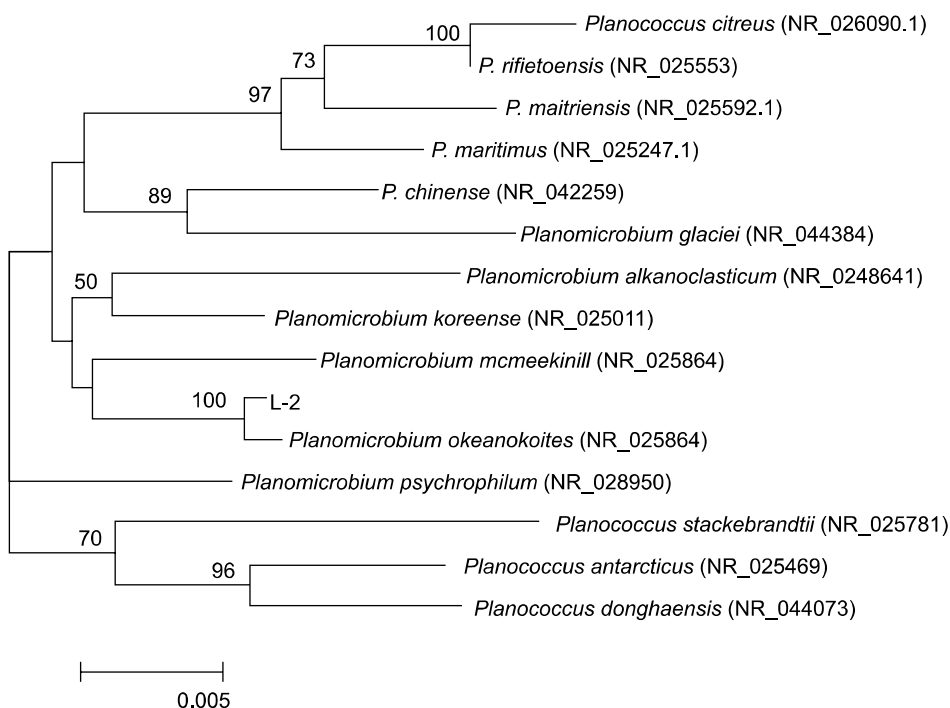 Planococcus citreus (NR_026090.1)
100
P. rifietoensis (NR_025553)
73
P. maitriensis (NR_025592.1)
97
P. maritimus (NR_025247.1)
P. chinense (NR_042259)
89
Planomicrobium glaciei (NR_044384)
Planomicrobium alkanoclasticum (NR_0248641)
50
Planomicrobium koreense (NR_025011)
Planomicrobium mcmeekinill (NR_025864)
100
L-2
Planomicrobium okeanokoites (NR_025864)
Planomicrobium psychrophilum (NR_028950)
Planococcus stackebrandtii (NR_025781)
70
Planococcus antarcticus (NR_025469)
96
Planococcus donghaensis (NR_044073)
0.005